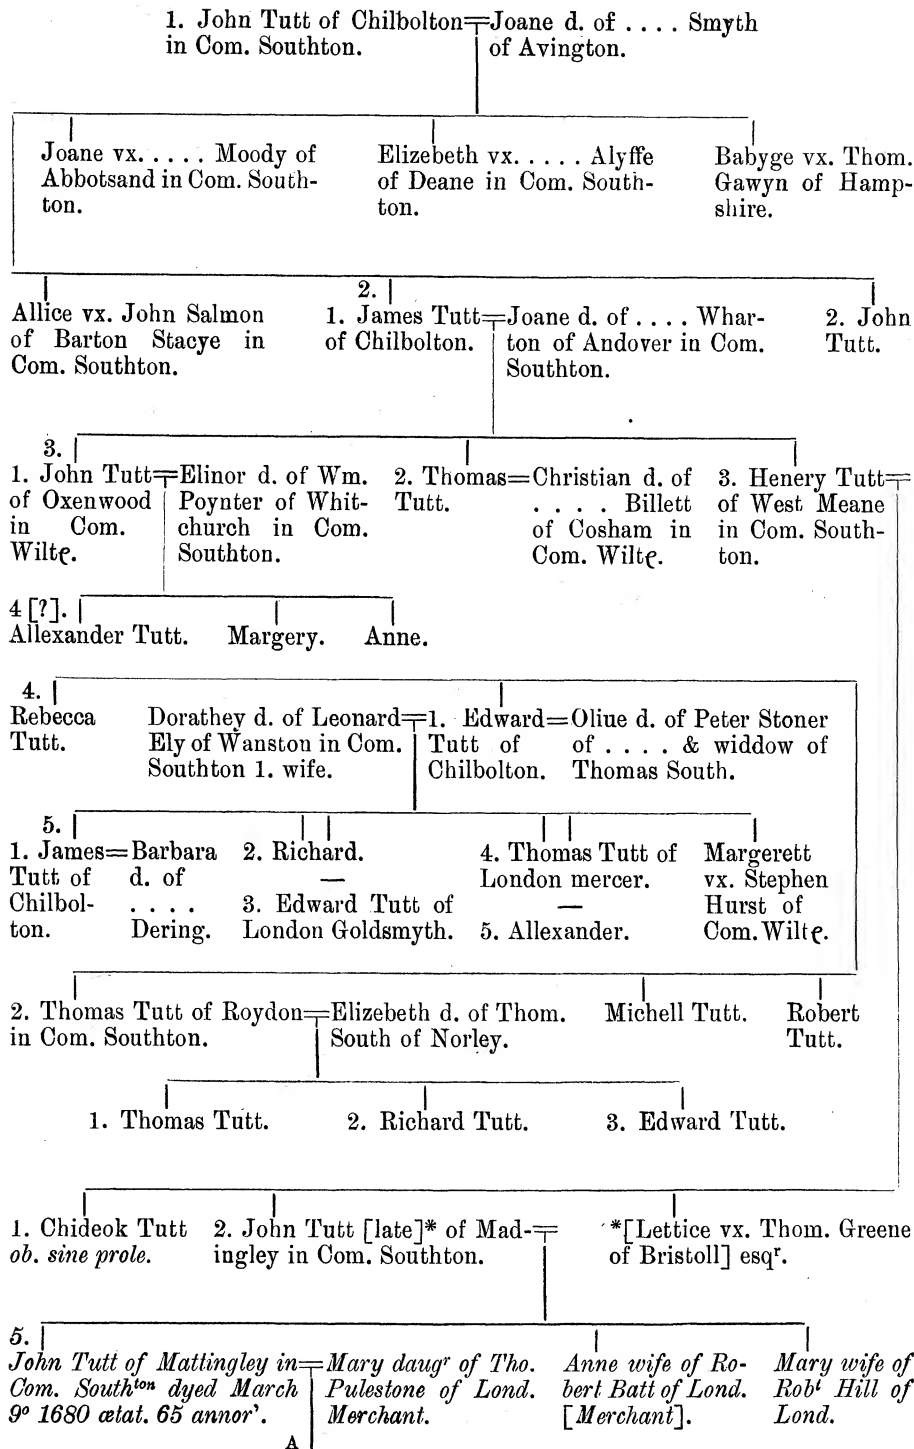 1. John Tutt of Chilbolton=Joane d. of .... Smyth
in Com. Southton. of Avington.
Joane vx. .... Moody of
Abbotsand in Com. South-
ton.
Elizebeth vx. .... Alyffe
of Deane in Com. South-
ton.
Babyge vx. Thom.
Gawyn of Hamp-
shire.
Allice vx. John Salmon
of Barton Stacye in
Com. Southton.
2.
1. James Tutt=Joane d. of .... Whar-
of Chilbolton. ton of Andover in Com.
Southton.
2. John
Tutt.
3.
1. John Tutt=Elinor d. of Wm.
of Oxenwood Poynter of Whit-
in Com. church in Com.
Wiltę. Southton.
2. Thomas=Christian d. of
Tutt. .... Billett
of Cosham in
Com. Wiltę.
3. Henery Tutt=
of West Meane
in Com. South-
ton.
4 [?].
Allexander Tutt. Margery. Anne.
4.
Rebecca
Tutt.
Dorathey d. of Leonard=1. Edward=Oliue d. of Peter Stoner
Ely of Wanston in Com. Tutt of of .... & widdow of
Southton 1. wife. Chilbolton. Thomas South.
5.
1. James=Barbara
Tutt of d. of
Chilbol- ....
ton. Dering.
2. Richard.
—
3. Edward Tutt of
London Goldsmyth.
4. Thomas Tutt of
London mercer.
—
5. Allexander.
Margerett
vx. Stephen
Hurst of
Com. Wiltę.
2. Thomas Tutt of Roydon=Elizebeth d. of Thom.
in Com. Southton. South of Norley.
Michell Tutt.
Robert
Tutt.
1. Thomas Tutt. 2. Richard Tutt. 3. Edward Tutt.
1. Chideok Tutt
ob. sine prole.
2. John Tutt [late]* of Mad-=
ingley in Com. Southton.
*[Lettice vx. Thom. Greene
of Bristoll] esqʳ.
5.
John Tutt of Mattingley in=Mary daugʳ of Tho.
Com. Southᵗᵒⁿ dyed March Pulestone of Lond.
9º 1680 ætat. 65 annor'. Merchant.
Anne wife of Ro-
bert Batt of Lond.
[Merchant].
Mary wife of
Robᵗ Hill of
Lond.
A